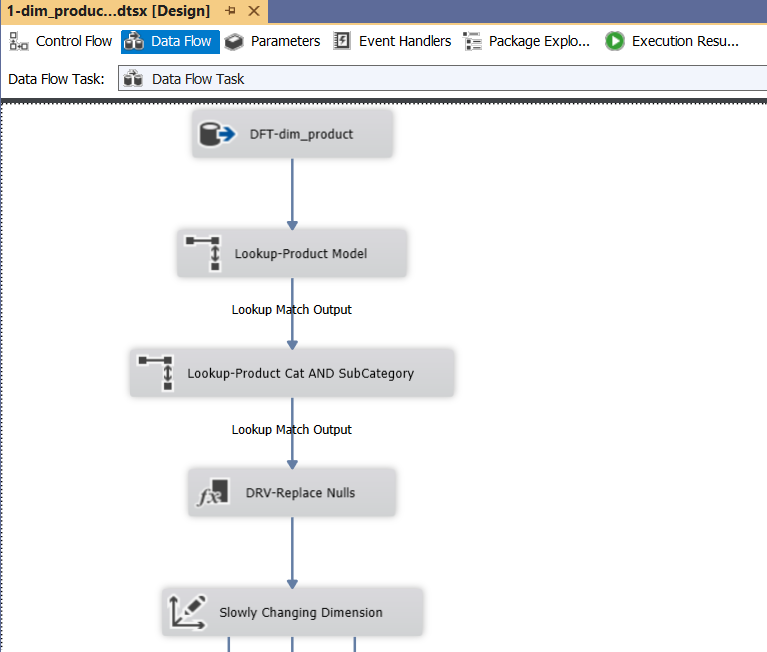 1-dim_produc...dtsx [Design]
Control Flow Data Flow Parameters Event Handlers Package Explo... Execution Resu...
Data Flow Task: Data Flow Task
DFT-dim_product
Lookup-Product Model
Lookup Match Output
Lookup-Product Cat AND SubCategory
Lookup Match Output
fx DRV-Replace Nulls
Slowly Changing Dimension